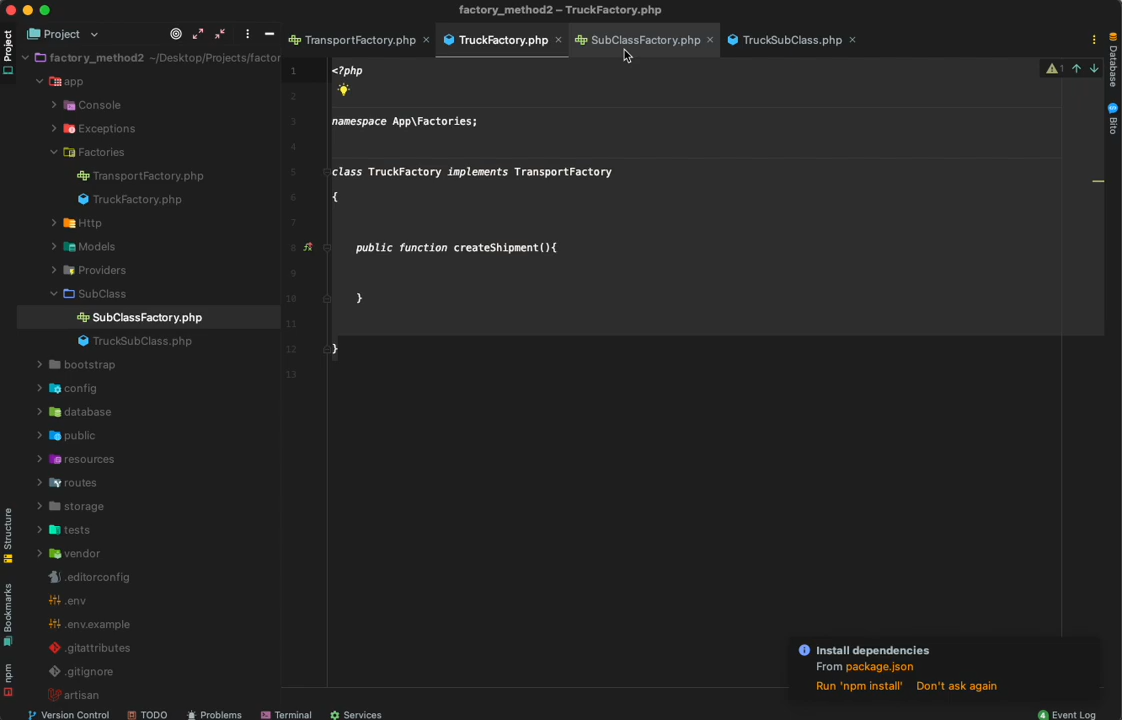 factory_method2 – TruckFactory.php
Project
TransportFactory.php
TruckFactory.php
SubClassFactory.php
TruckSubClass.php
Project
factory_method2 ~/Desktop/Projects/factor
app
Console
Exceptions
Factories
TransportFactory.php
TruckFactory.php
Http
Models
Providers
SubClass
SubClassFactory.php
TruckSubClass.php
bootstrap
config
database
public
resources
routes
storage
tests
vendor
.editorconfig
.env
.env.example
.gitattributes
.gitignore
artisan
Structure
Bookmarks
npm
1 <?php
2
3 namespace App\Factories;
4
5 class TruckFactory implements TransportFactory
6 {
7
8 public function createShipment(){
9
10 }
11
12 }
13
1
Database
Bito
Install dependencies
From package.json
Run 'npm install' Don't ask again
Version Control TODO Problems Terminal Services
4 Event Log